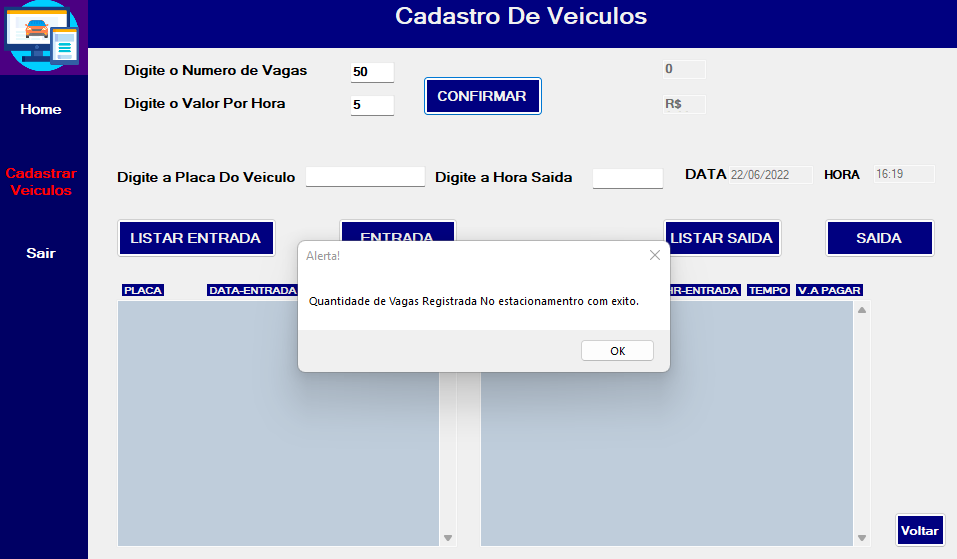 Cadastro De Veiculos
Home
Cadastrar
Veiculos
Sair
Digite o Numero de Vagas
50
0
Digite o Valor Por Hora
5
CONFIRMAR
R$
Digite a Placa Do Veiculo
Digite a Hora Saida
DATA 22/06/2022
HORA 16:19
LISTAR ENTRADA
ENTRADA
LISTAR SAIDA
SAIDA
Alerta!
Quantidade de Vagas Registrada No estacionamentro com exito.
OK
PLACA
DATA-ENTRADA
HR-ENTRADA
TEMPO
V.A PAGAR
Voltar